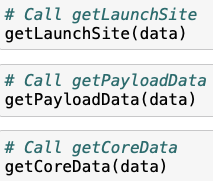 # Call getLaunchSite
getLaunchSite(data)
# Call getPayloadData
getPayloadData(data)
# Call getCoreData
getCoreData(data)